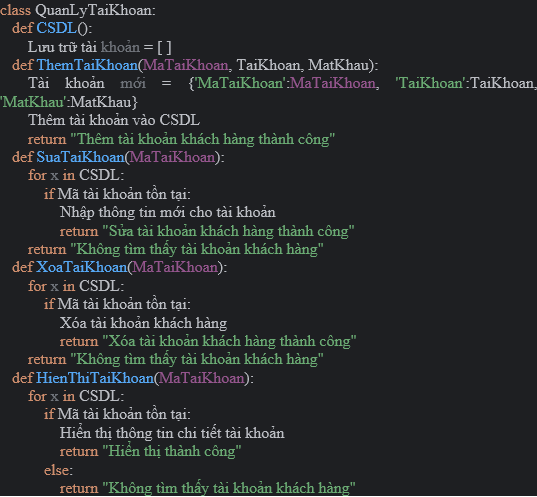 class QuanLyTaiKhoan:
def CSDL():
Lưu trữ tài khoản = [ ]
def ThemTaiKhoan(MaTaiKhoan, TaiKhoan, MatKhau):
Tài khoản mới = {'MaTaiKhoan':MaTaiKhoan, 'TaiKhoan':TaiKhoan,
'MatKhau':MatKhau}
Thêm tài khoản vào CSDL
return "Thêm tài khoản khách hàng thành công"
def SuaTaiKhoan(MaTaiKhoan):
for x in CSDL:
if Mã tài khoản tồn tại:
Nhập thông tin mới cho tài khoản
return "Sửa tài khoản khách hàng thành công"
return "Không tìm thấy tài khoản khách hàng"
def XoaTaiKhoan(MaTaiKhoan):
for x in CSDL:
if Mã tài khoản tồn tại:
Xóa tài khoản khách hàng
return "Xóa tài khoản khách hàng thành công"
return "Không tìm thấy tài khoản khách hàng"
def HienThiTaiKhoan(MaTaiKhoan):
for x in CSDL:
if Mã tài khoản tồn tại:
Hiển thị thông tin chi tiết tài khoản
return "Hiển thị thành công"
else:
return "Không tìm thấy tài khoản khách hàng"